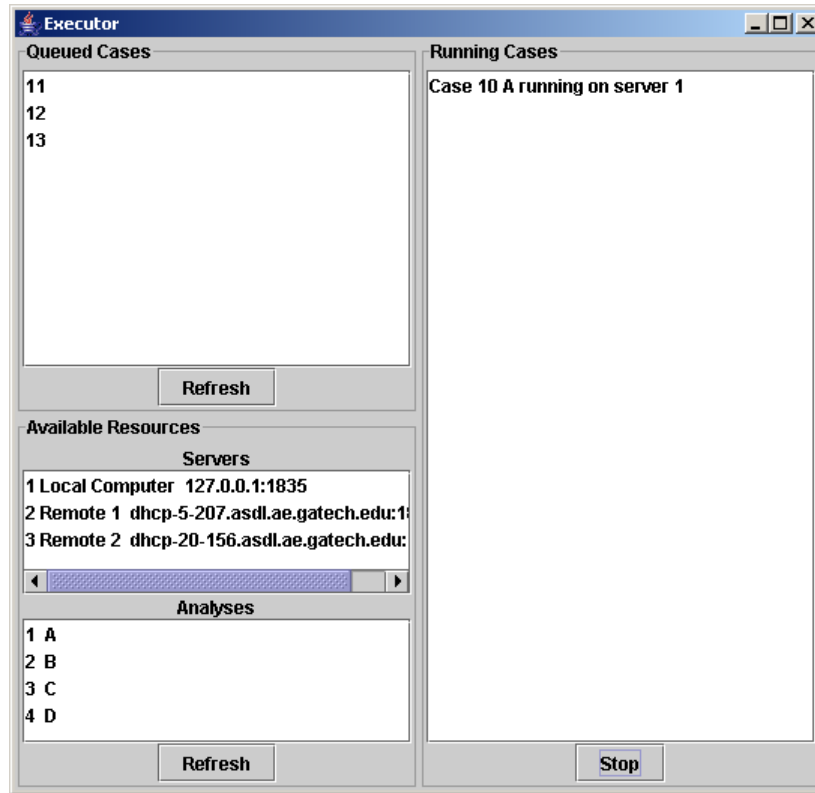 Executor
Queued Cases
11
12
13
Refresh
Available Resources
Servers
1 Local Computer 127.0.0.1:1835
2 Remote 1 dhcp-5-207.asdl.ae.gatech.edu:
3 Remote 2 dhcp-20-156.asdl.ae.gatech.edu:
Analyses
1 A
2 B
3 C
4 D
Refresh
Running Cases
Case 10 A running on server 1
Stop